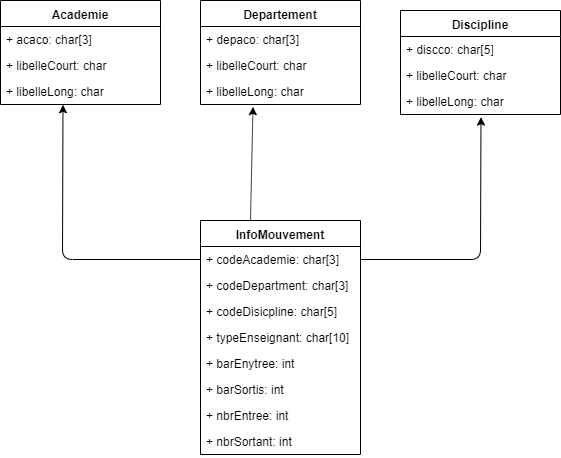 Academie
+ acaco: char[3]
+ libelleCourt: char
+ libelleLong: char
Departement
+ depaco: char[3]
+ libelleCourt: char
+ libelleLong: char
Discipline
+ discco: char[5]
+ libelleCourt: char
+ libelleLong: char
InfoMouvement
+ codeAcademie: char[3]
+ codeDepartment: char[3]
+ codeDisicpline: char[5]
+ typeEnseignant: char[10]
+ barEnytree: int
+ barSortis: int
+ nbrEntree: int
+ nbrSortant: int